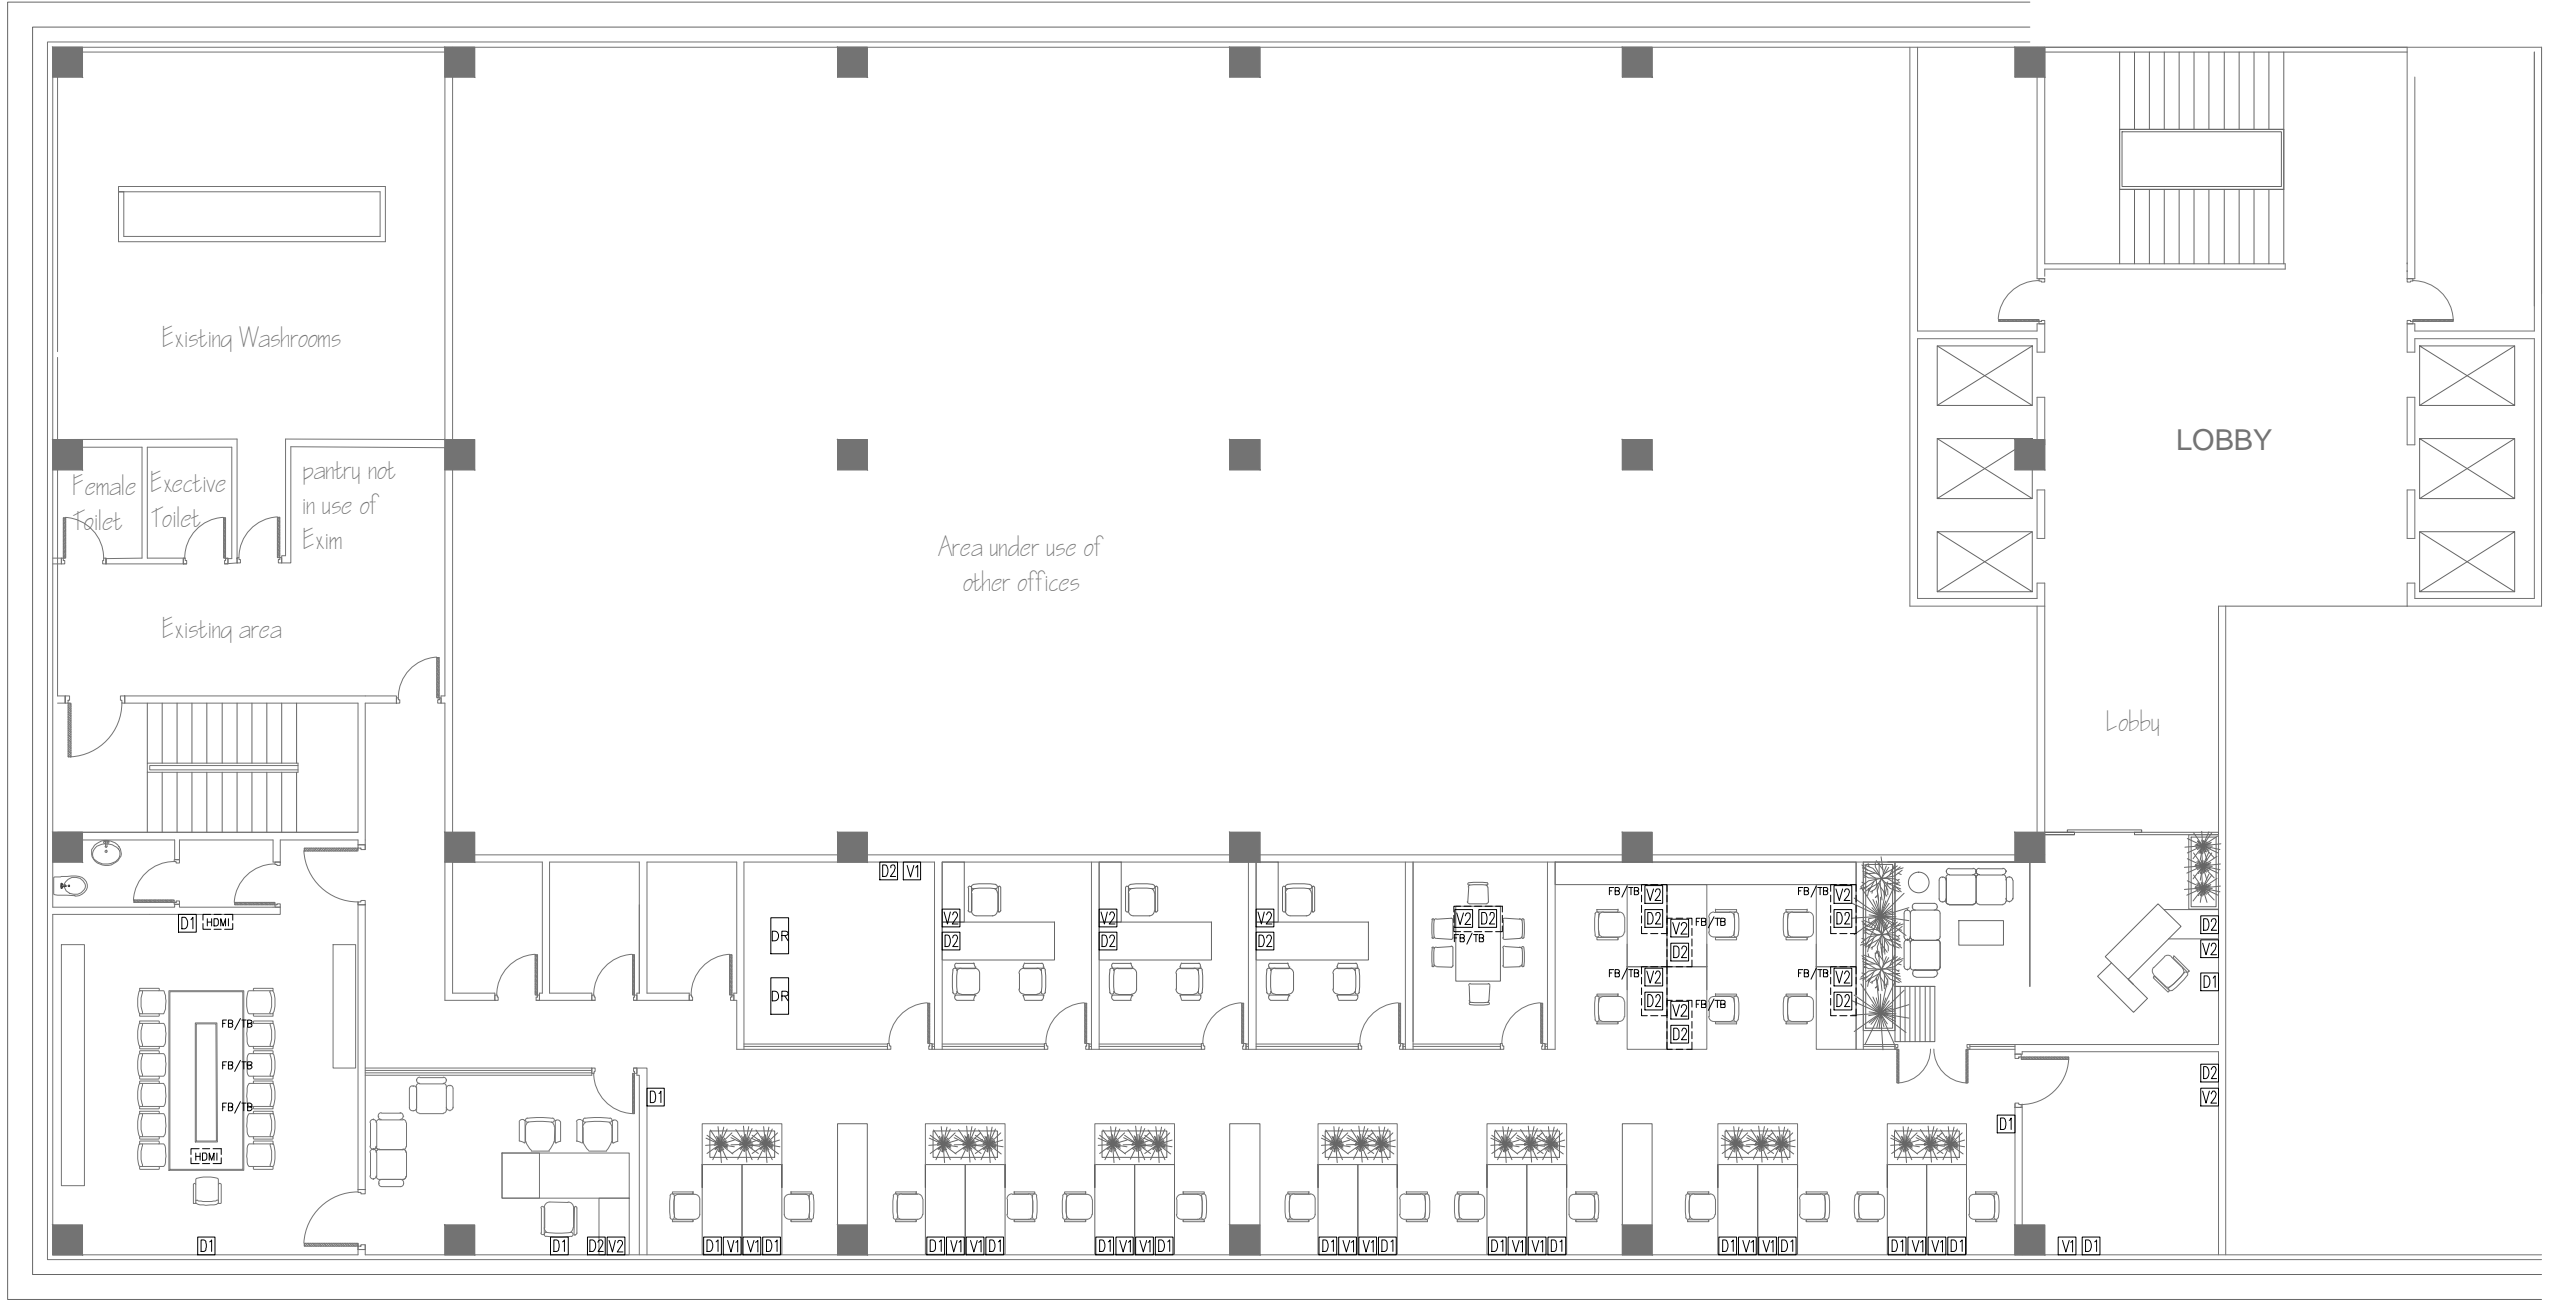 Existing Washrooms
LOBBY
Female
Toilet
Exective
Toilet
pantry not
in use of
Exim
Area under use of
other offices
Existing area
Lobby
D2 V1
FB/TB V2
D2
V2 FB/TB
D2
FB/TB V2
D2
D1 HDMI
DR
V2
D2
V2
D2
V2
D2
V2 D2
FB/TB
D2
V2
D1
DR
FB/TB V2
D2
V2 FB/TB
D2
FB/TB V2
D2
FB/TB
FB/TB
FB/TB
HDMI
D1
D1
D2
V2
D1
D1 D2 V2
D1 V1 V1 D1
D1 V1 V1 D1
D1 V1 V1 D1
D1 V1 V1 D1
D1 V1 V1 D1
D1 V1 V1 D1
D1 V1 V1 D1
V1 D1